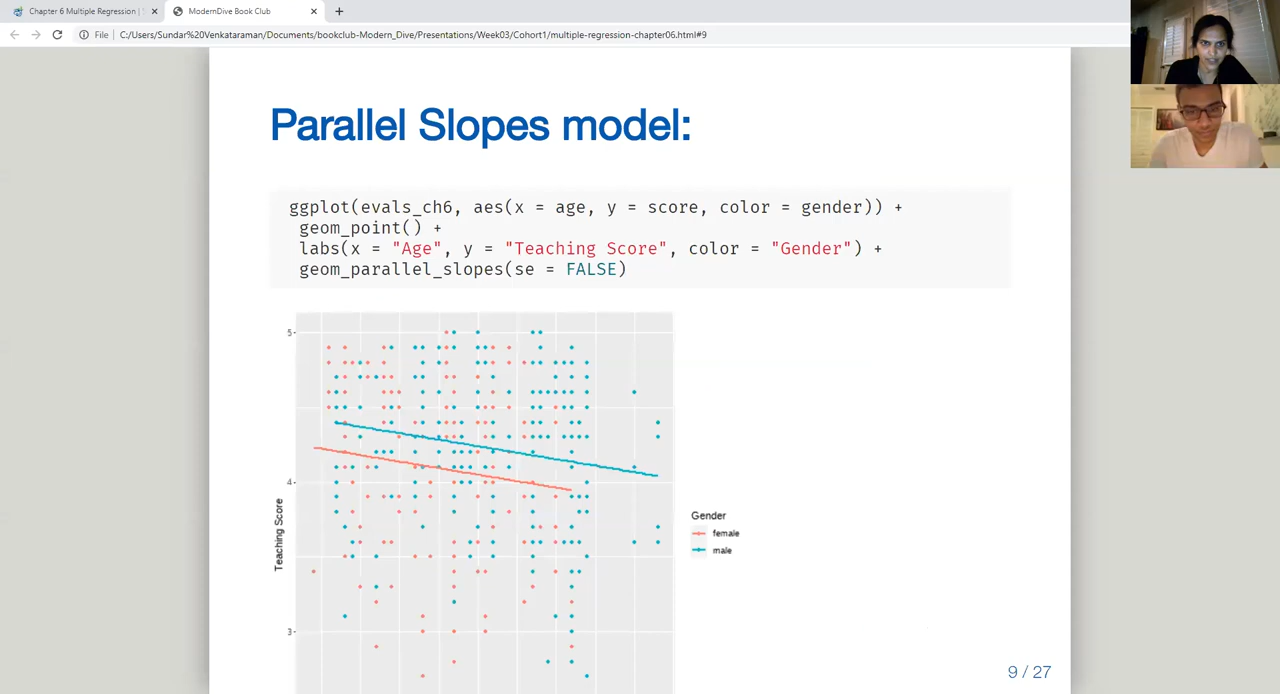 Chapter 6 Multiple Regression |
ModernDive Book Club
File | C:/Users/Sundar%20Venkataraman/Documents/bookclub-Modern_Dive/Presentations/Week03/Cohort1/multiple-regression-chapter06.html#9
Parallel Slopes model:
ggplot(evals_ch6, aes(x = age, y = score, color = gender)) +
geom_point() +
labs(x = "Age", y = "Teaching Score", color = "Gender") +
geom_parallel_slopes(se = FALSE)
5
4
3
Teaching Score
Gender
female
male
9 / 27